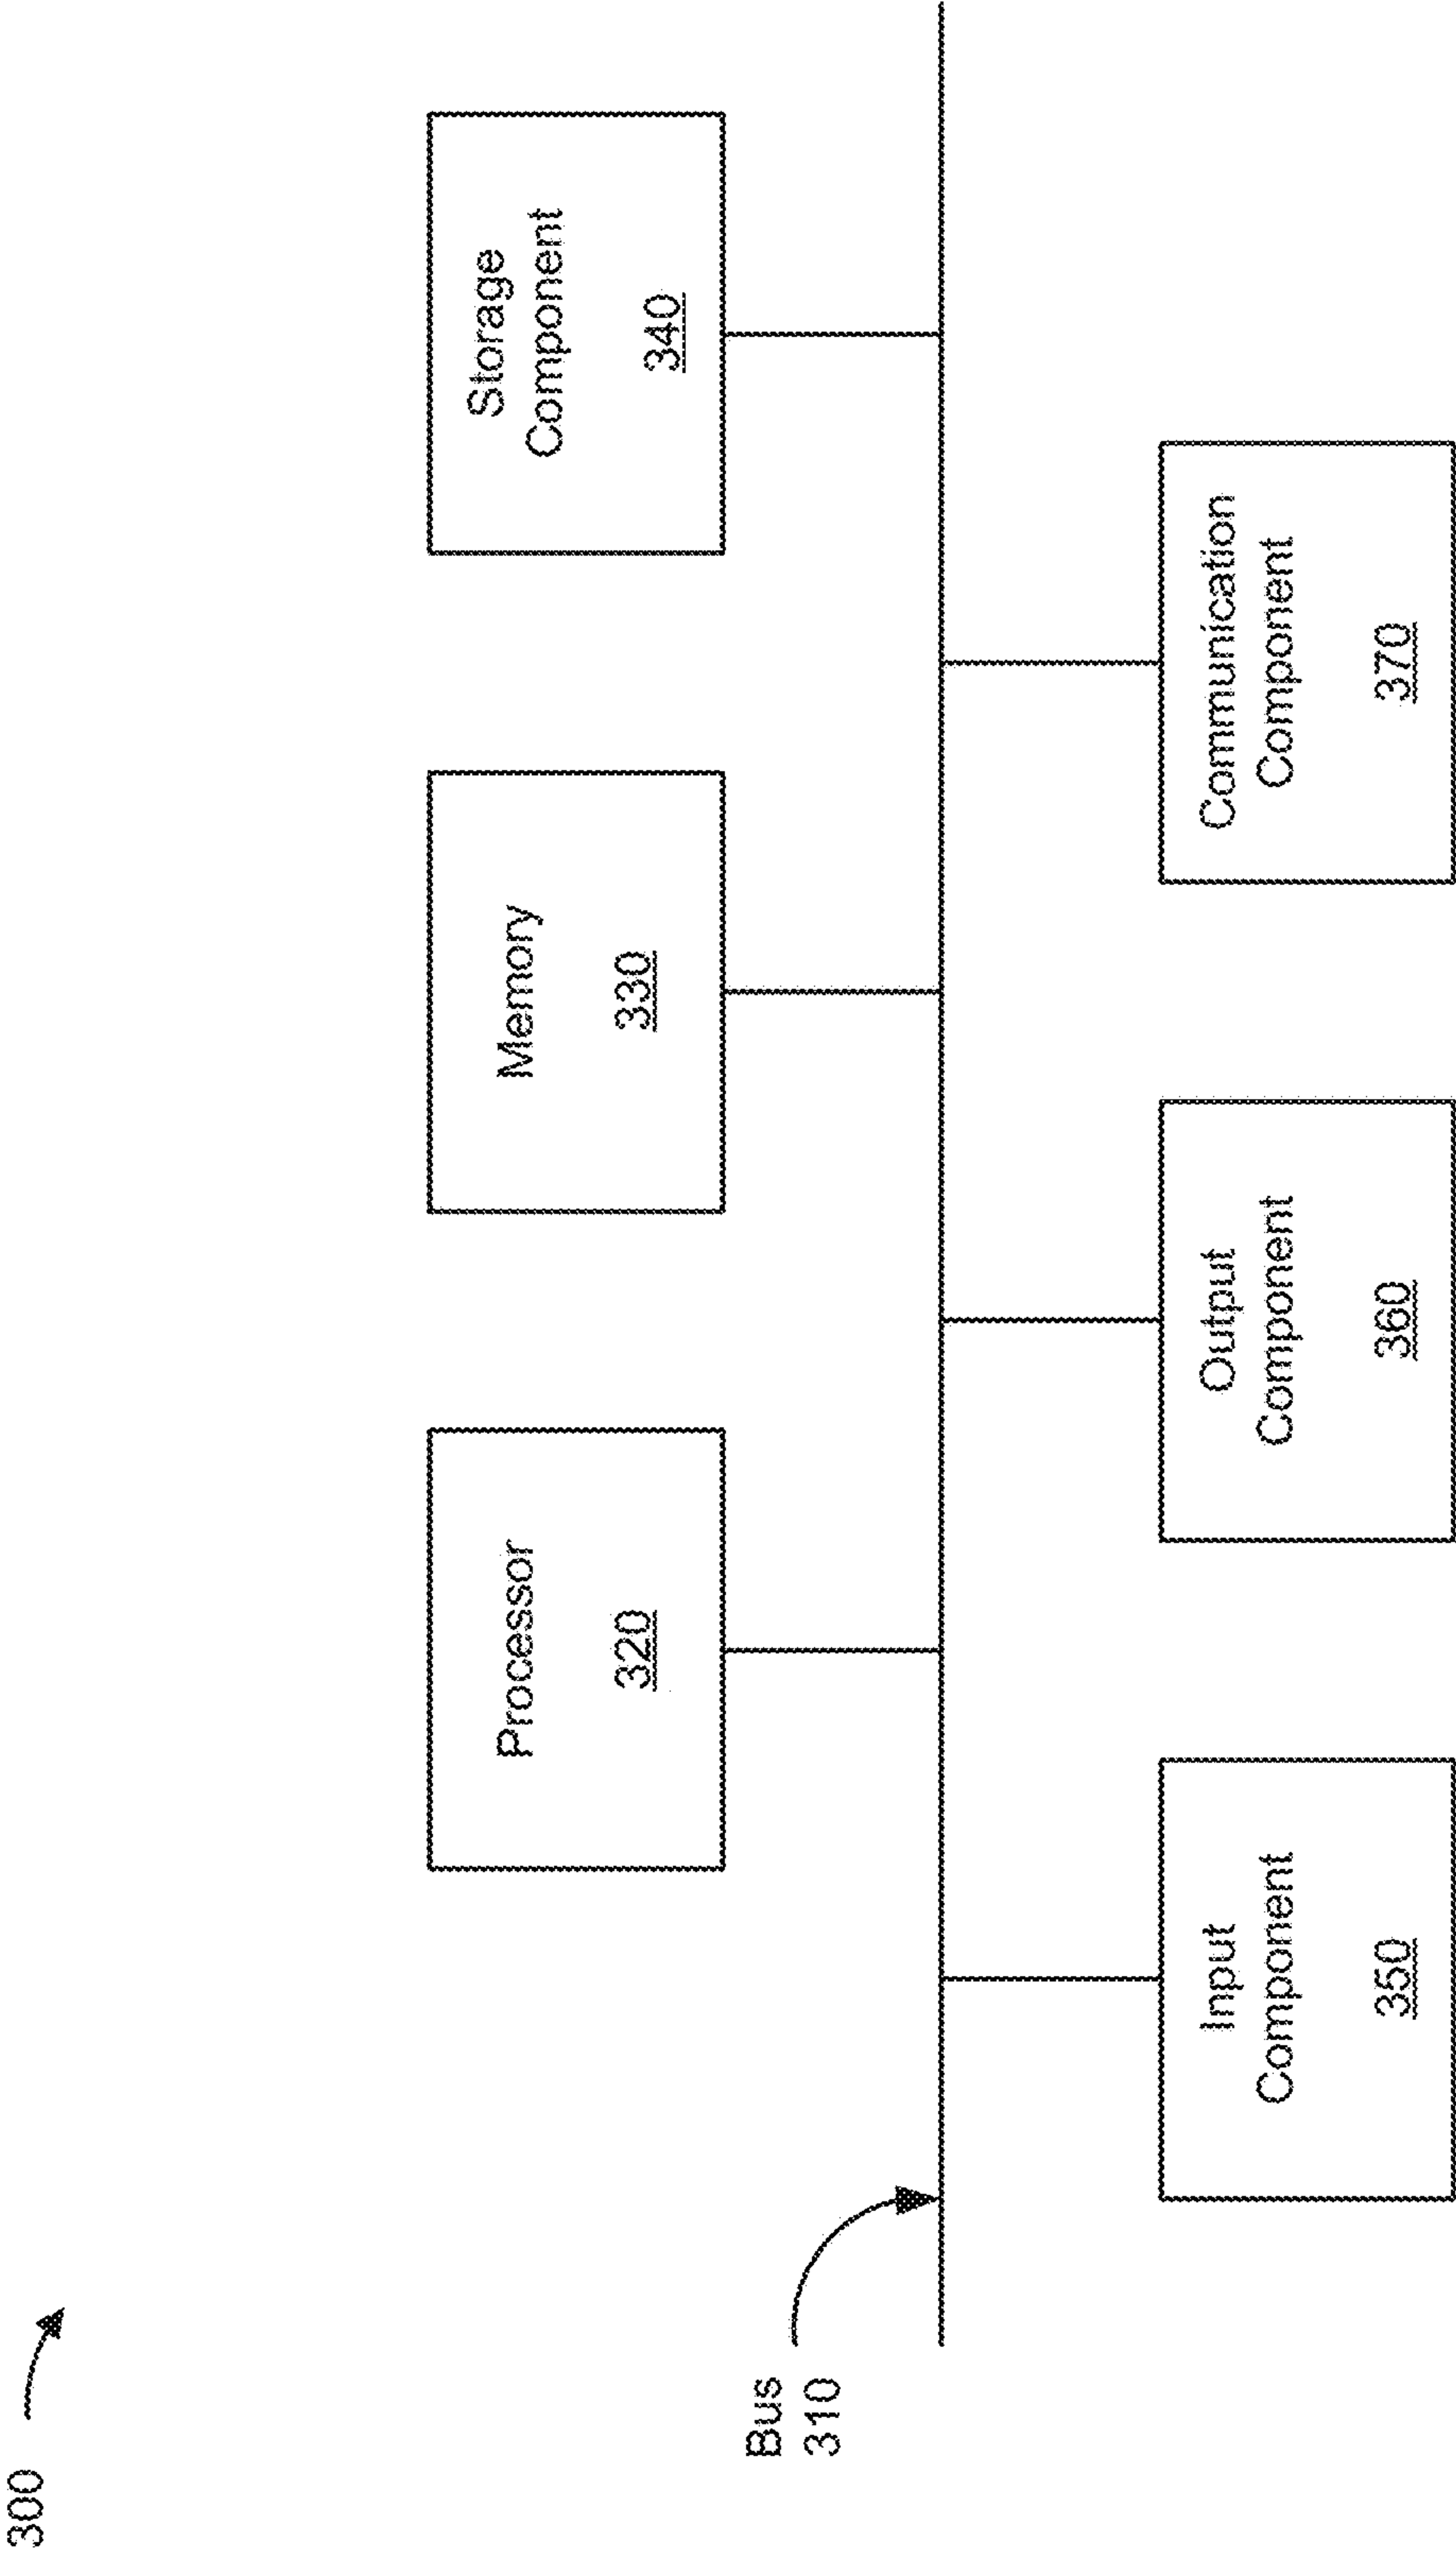 300
Processor
320
Memory
330
Storage
Component
340
Bus
310
Input
Component
350
Output
Component
360
Communication
Component
370